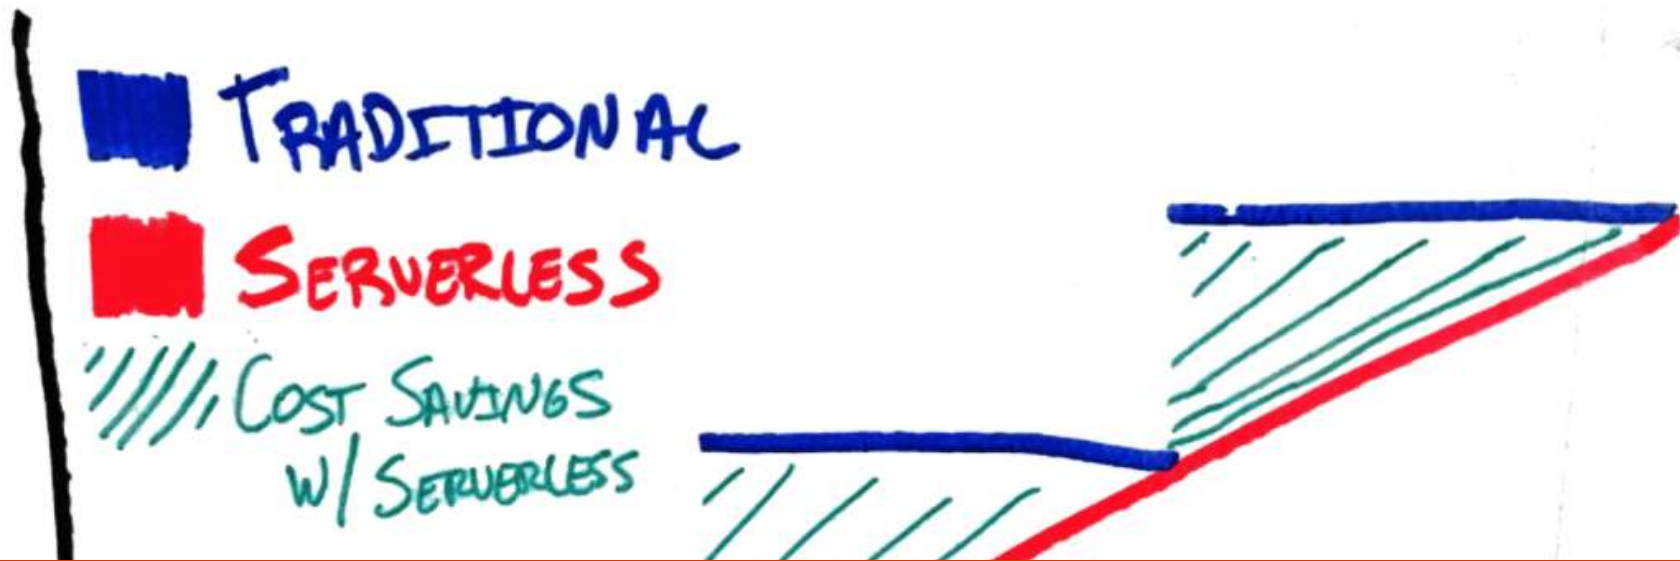 TRADITIONAL
SERVERLESS
COST SAVINGS
W/ SERVERLESS